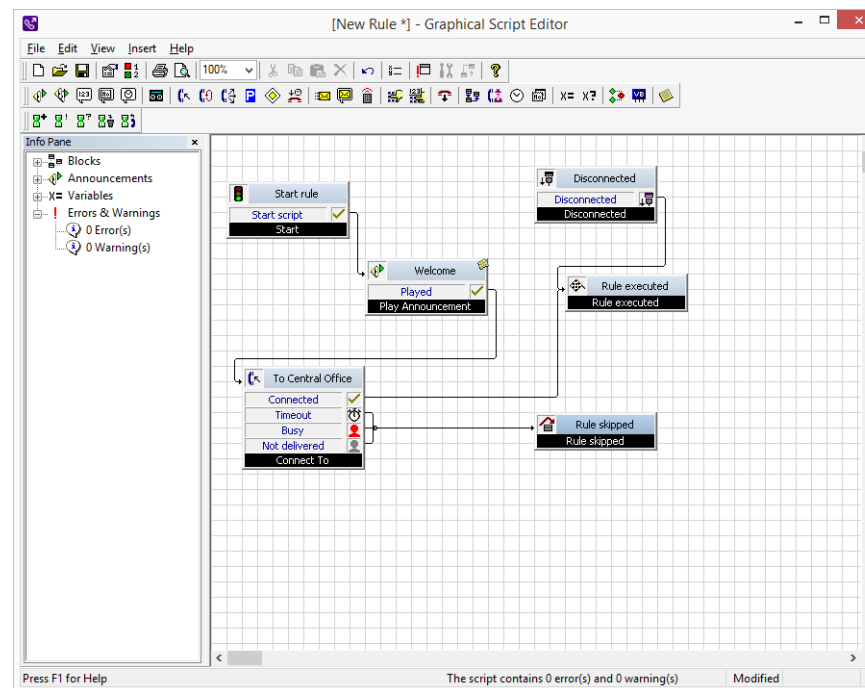 [New Rule *] - Graphical Script Editor
File Edit View Insert Help
100%
Info Pane
Blocks
Announcements
X= Variables
Errors & Warnings
0 Error(s)
0 Warning(s)
Start rule
Start script
Start
Welcome
Played
Play Announcement
To Central Office
Connected
Timeout
Busy
Not delivered
Connect To
Disconnected
Disconnected
Disconnected
Rule executed
Rule executed
Rule skipped
Rule skipped
Press F1 for Help
The script contains 0 error(s) and 0 warning(s)
Modified